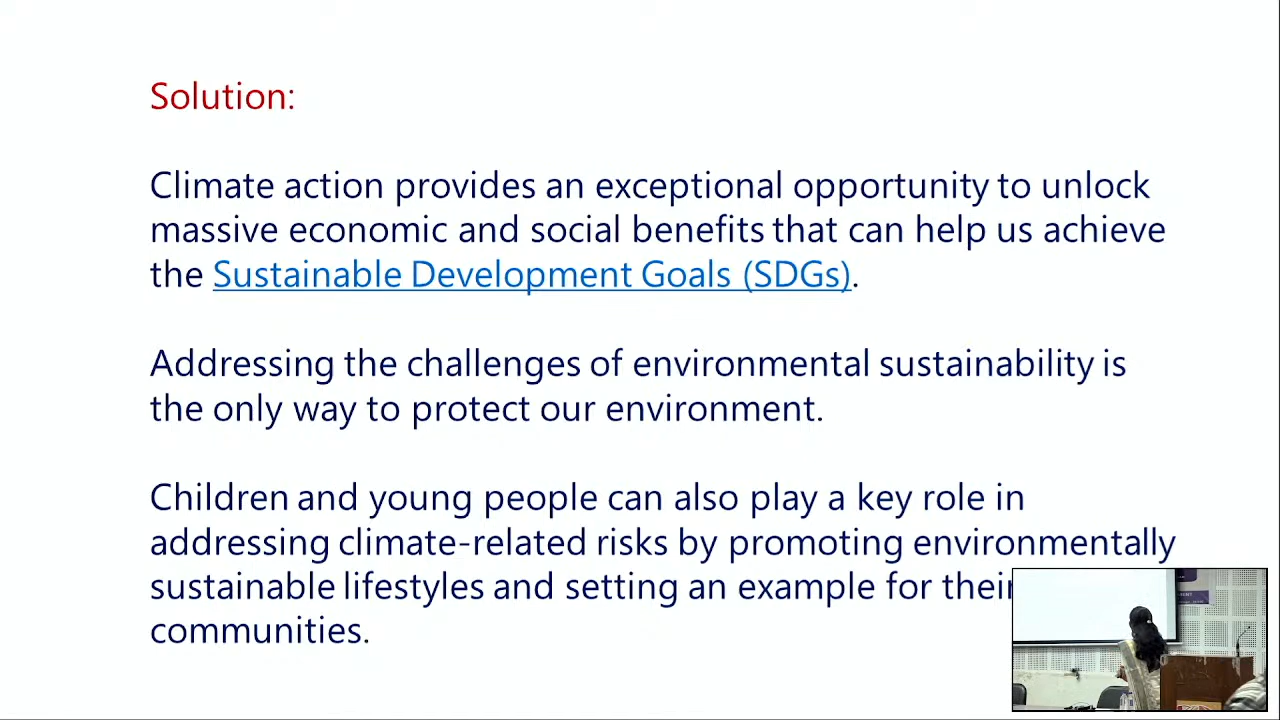 Solution:
Climate action provides an exceptional opportunity to unlock
massive economic and social benefits that can help us achieve
the Sustainable Development Goals (SDGs).
Addressing the challenges of environmental sustainability is
the only way to protect our environment.
Children and young people can also play a key role in
addressing climate-related risks by promoting environmentally
sustainable lifestyles and setting an example for their
communities.